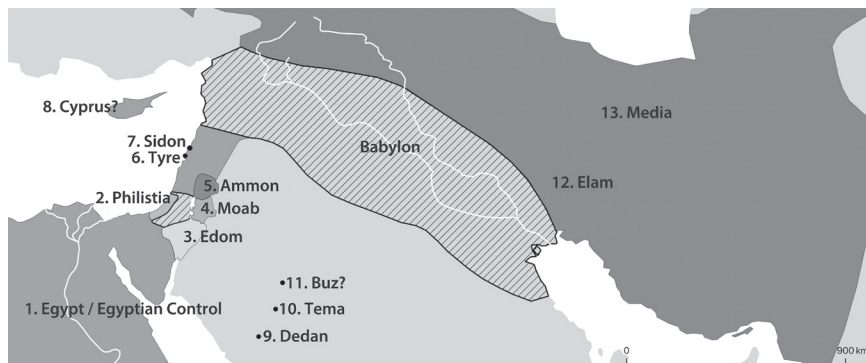 8. Cyprus?
13. Media
7. Sidon
6. Tyre
Babylon
12. Elam
5. Ammon
2. Philistia
4. Moab
3. Edom
11. Buz?
1. Egypt / Egyptian Control
10. Tema
9. Dedan
0 900 km